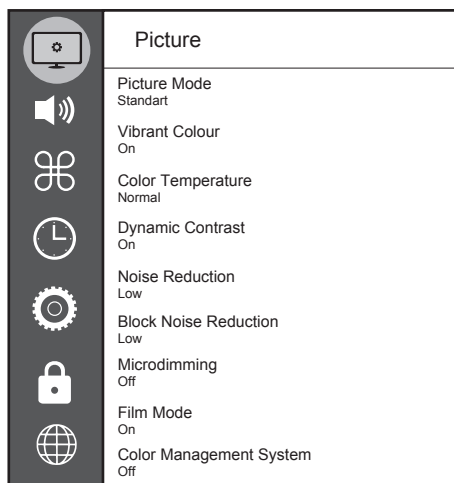 Picture
Picture Mode
Standart
Vibrant Colour
On
Color Temperature
Normal
Dynamic Contrast
On
Noise Reduction
Low
Block Noise Reduction
Low
Microdimming
Off
Film Mode
On
Color Management System
Off